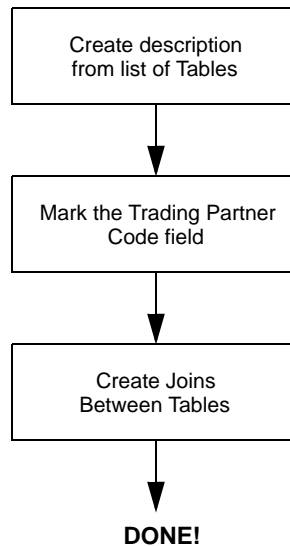 Create description
from list of Tables
Mark the Trading Partner
Code field
Create Joins
Between Tables
DONE!